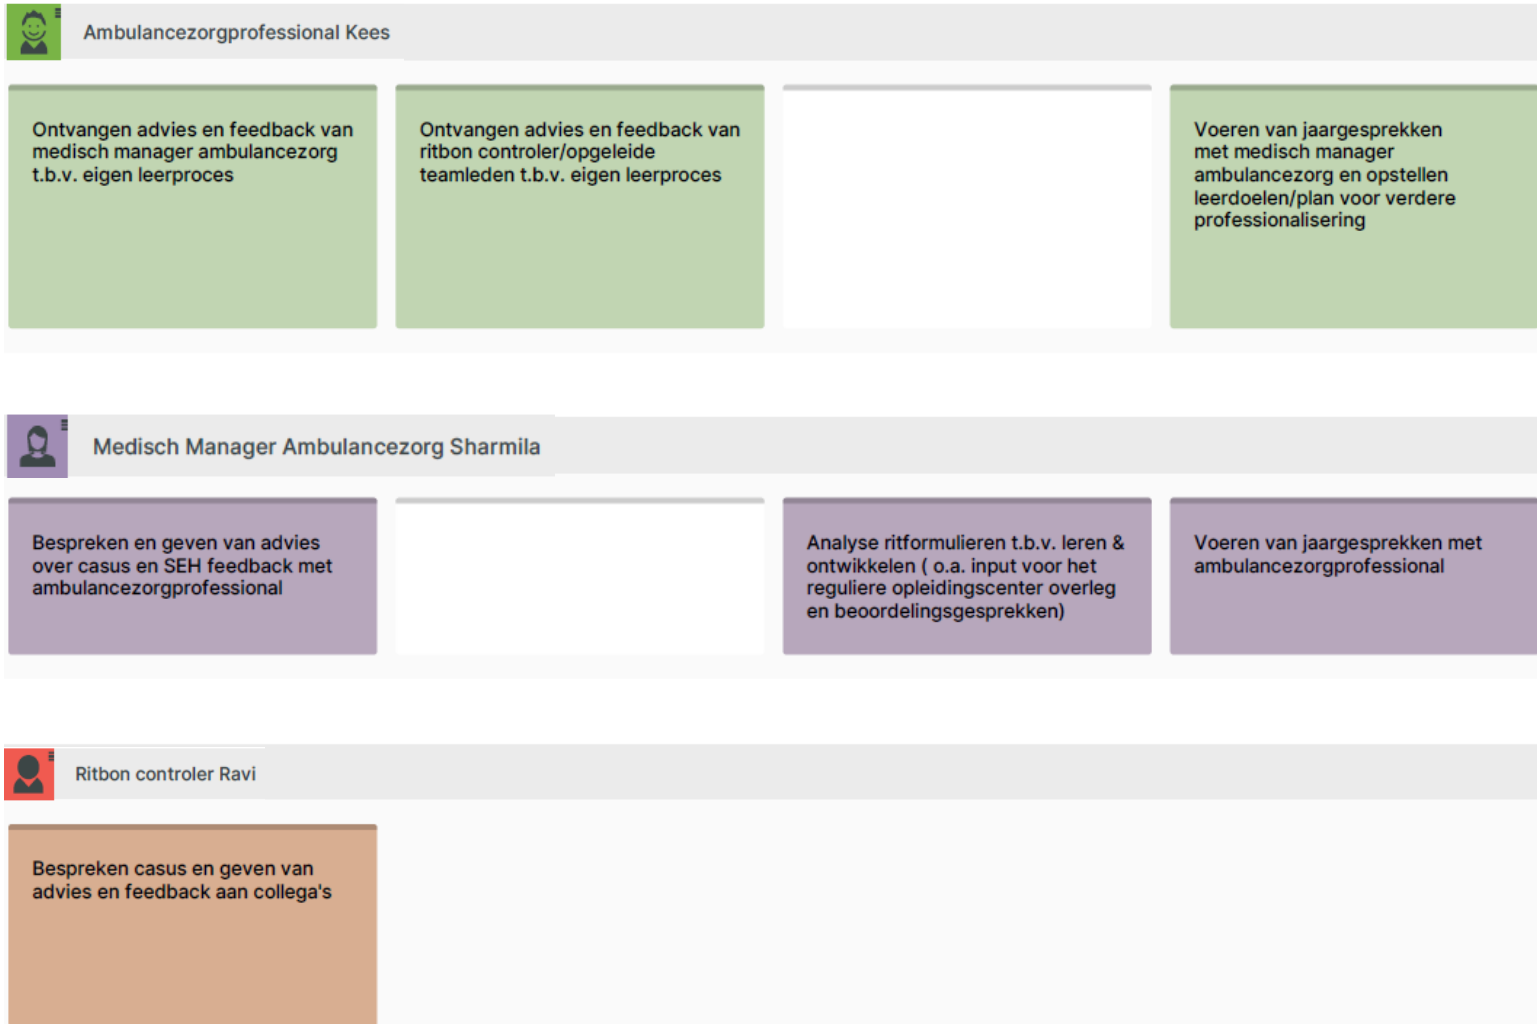 Ambulancezorgprofessional Kees
Ontvangen advies en feedback van
medisch manager ambulancezorg
t.b.v. eigen leerproces
Ontvangen advies en feedback van
ritbon controler/opgeleide
teamleden t.b.v. eigen leerproces
Voeren van jaargesprekken
met medisch manager
ambulancezorg en opstellen
leerdoelen/plan voor verdere
professionalisering
Medisch Manager Ambulancezorg Sharmila
Bespreken en geven van advies
over casus en SEH feedback met
ambulancezorgprofessional
Analyse ritformulieren t.b.v. leren &
ontwikkelen ( o.a. input voor het
reguliere opleidingscenter overleg
en beoordelingsgesprekken)
Voeren van jaargesprekken met
ambulancezorgprofessional
Ritbon controler Ravi
Bespreken casus en geven van
advies en feedback aan collega's